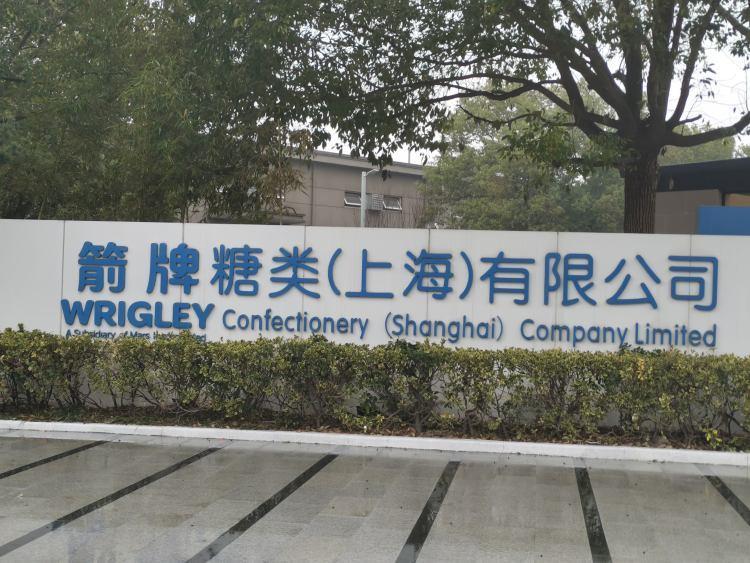 箭牌糖类(上海)有限公司
WRIGLEY Confectionery (Shanghai) Company Limited
A Subsidiary of Mars